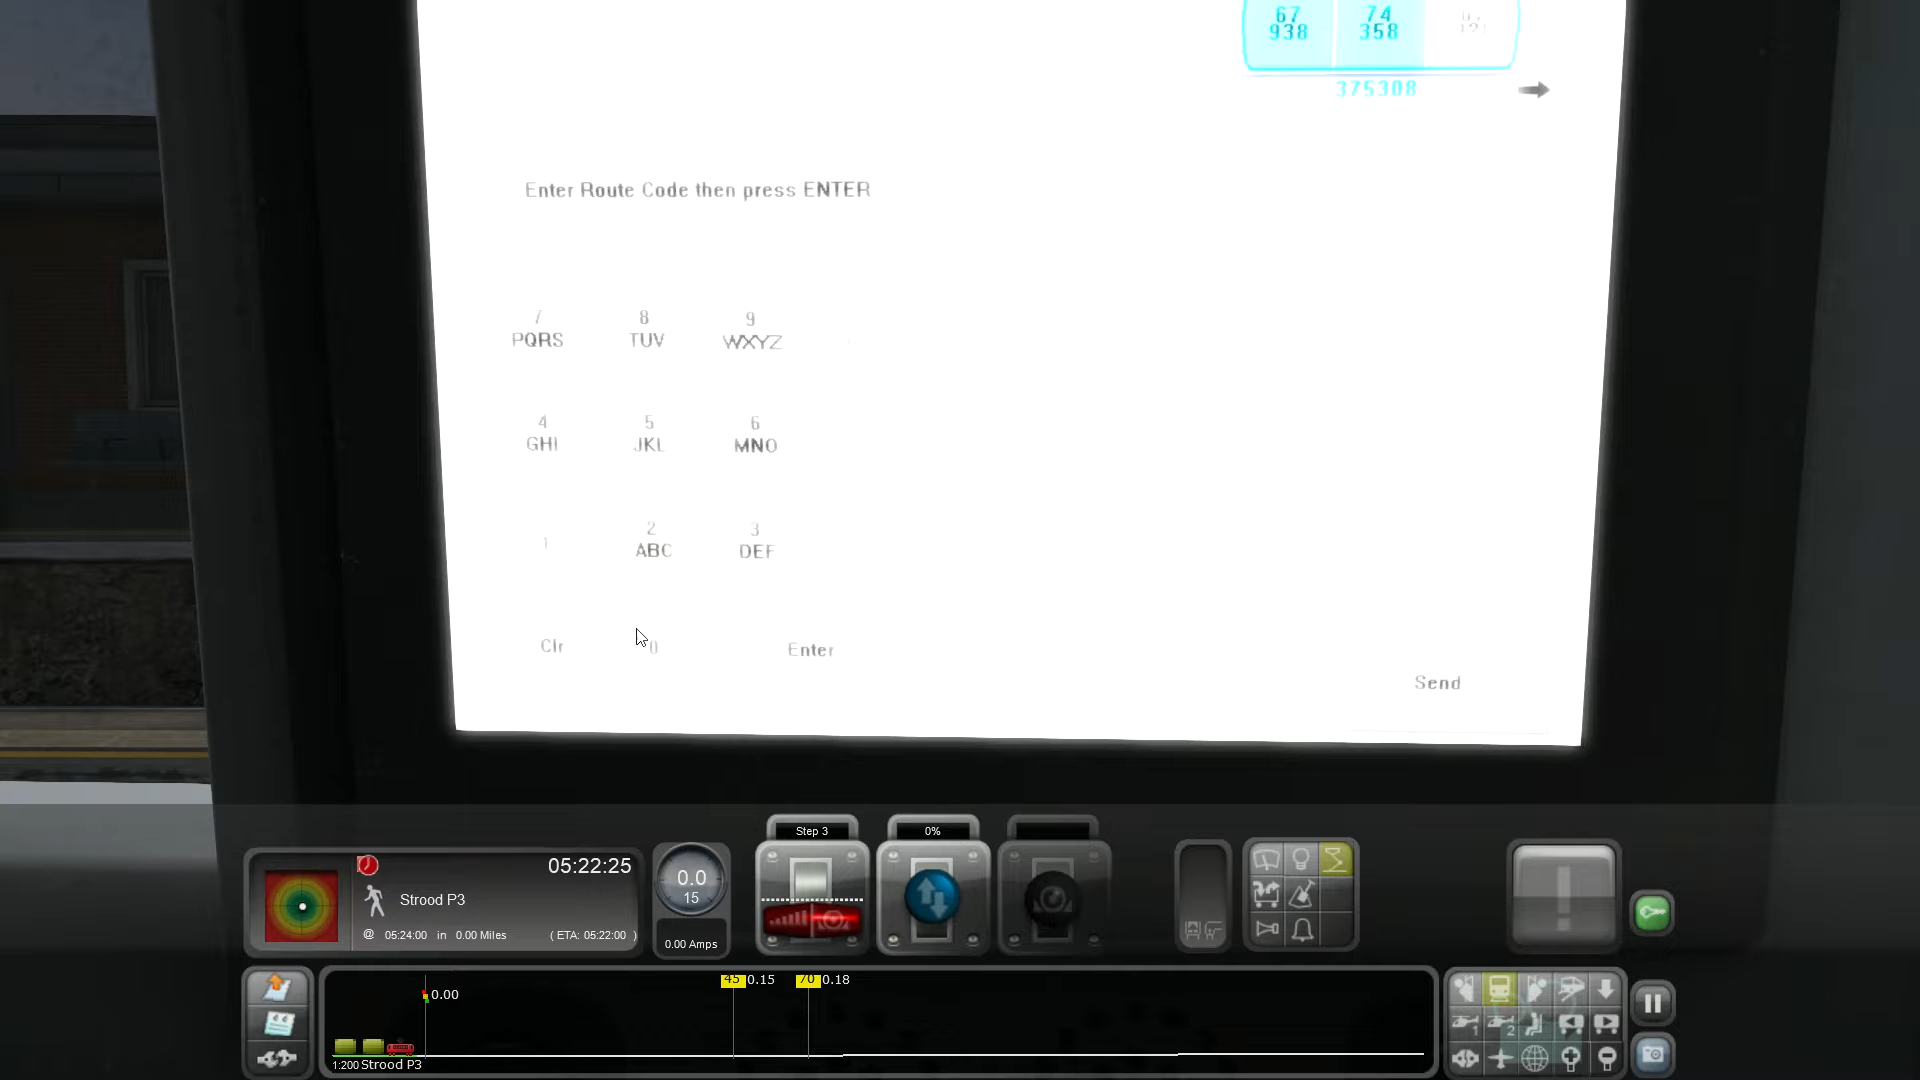 67 74
938 358
375308
Enter Route Code then press ENTER
7 8 9
PQRS TUV WXYZ
4 5 6
GHI JKL MNO
1 2 3
ABC DEF
Clr 0 Enter
Send
Step 3 0%
05:22:25
Strood P3
@ 05:24:00 in 0.00 Miles ( ETA: 05:22:00 )
0.0
15
0.00 Amps
45 0.15 70 0.18
0.00
1:200 Strood P3
1 2